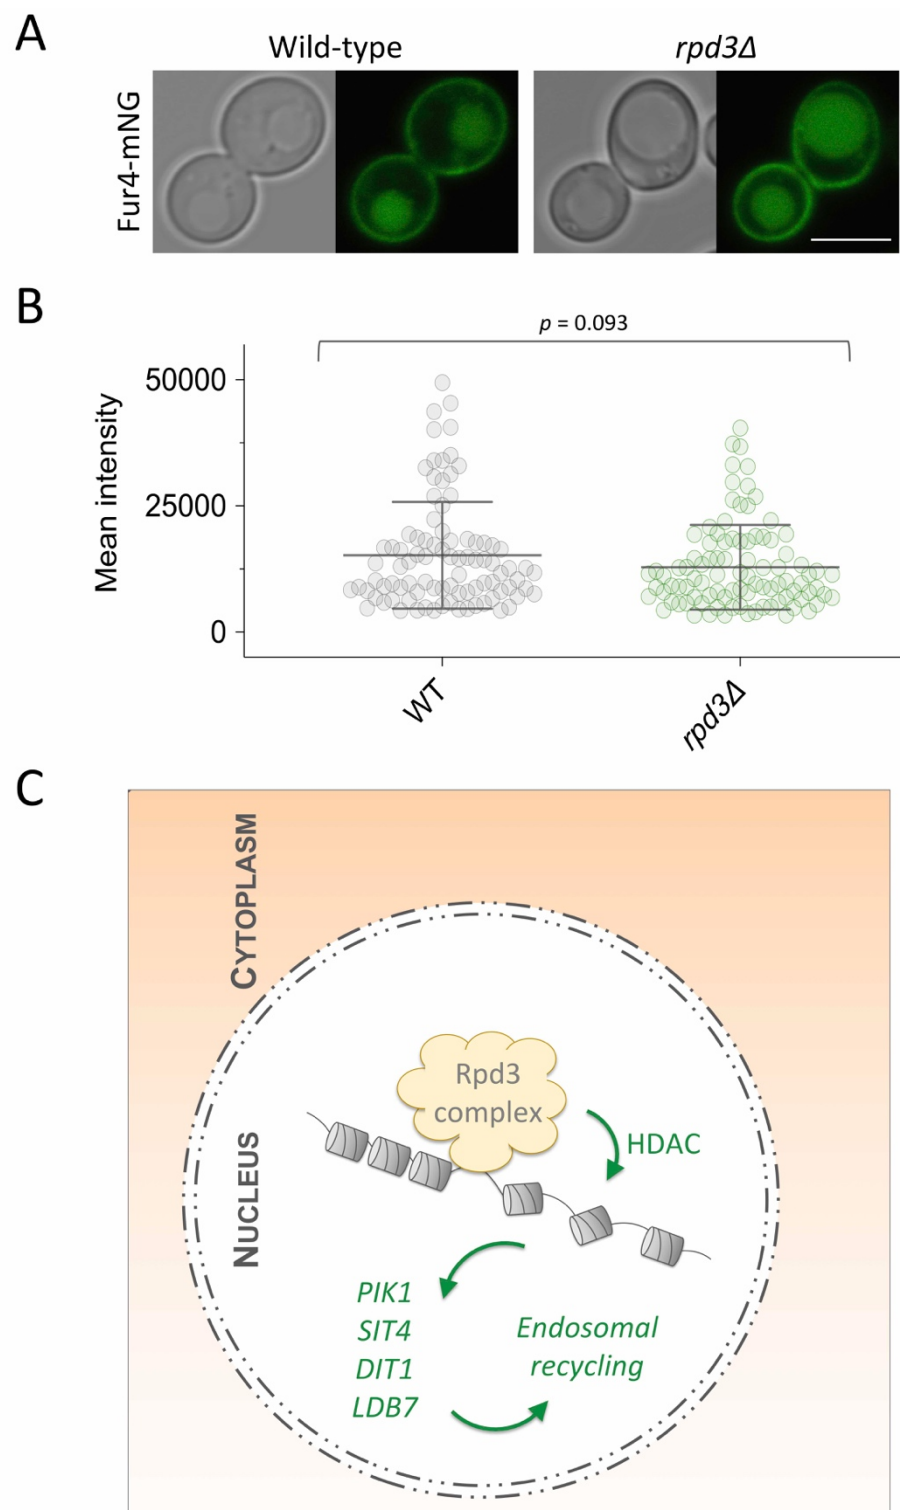 A
Wild-type
rpd3Δ
Fur4-mNG
B
p = 0.093
Mean intensity
50000
25000
0
WT
rpd3Δ
C
CYTOPLASM
NUCLEUS
Rpd3
complex
HDAC
PIK1
SIT4
DIT1
LDB7
Endosomal
recycling